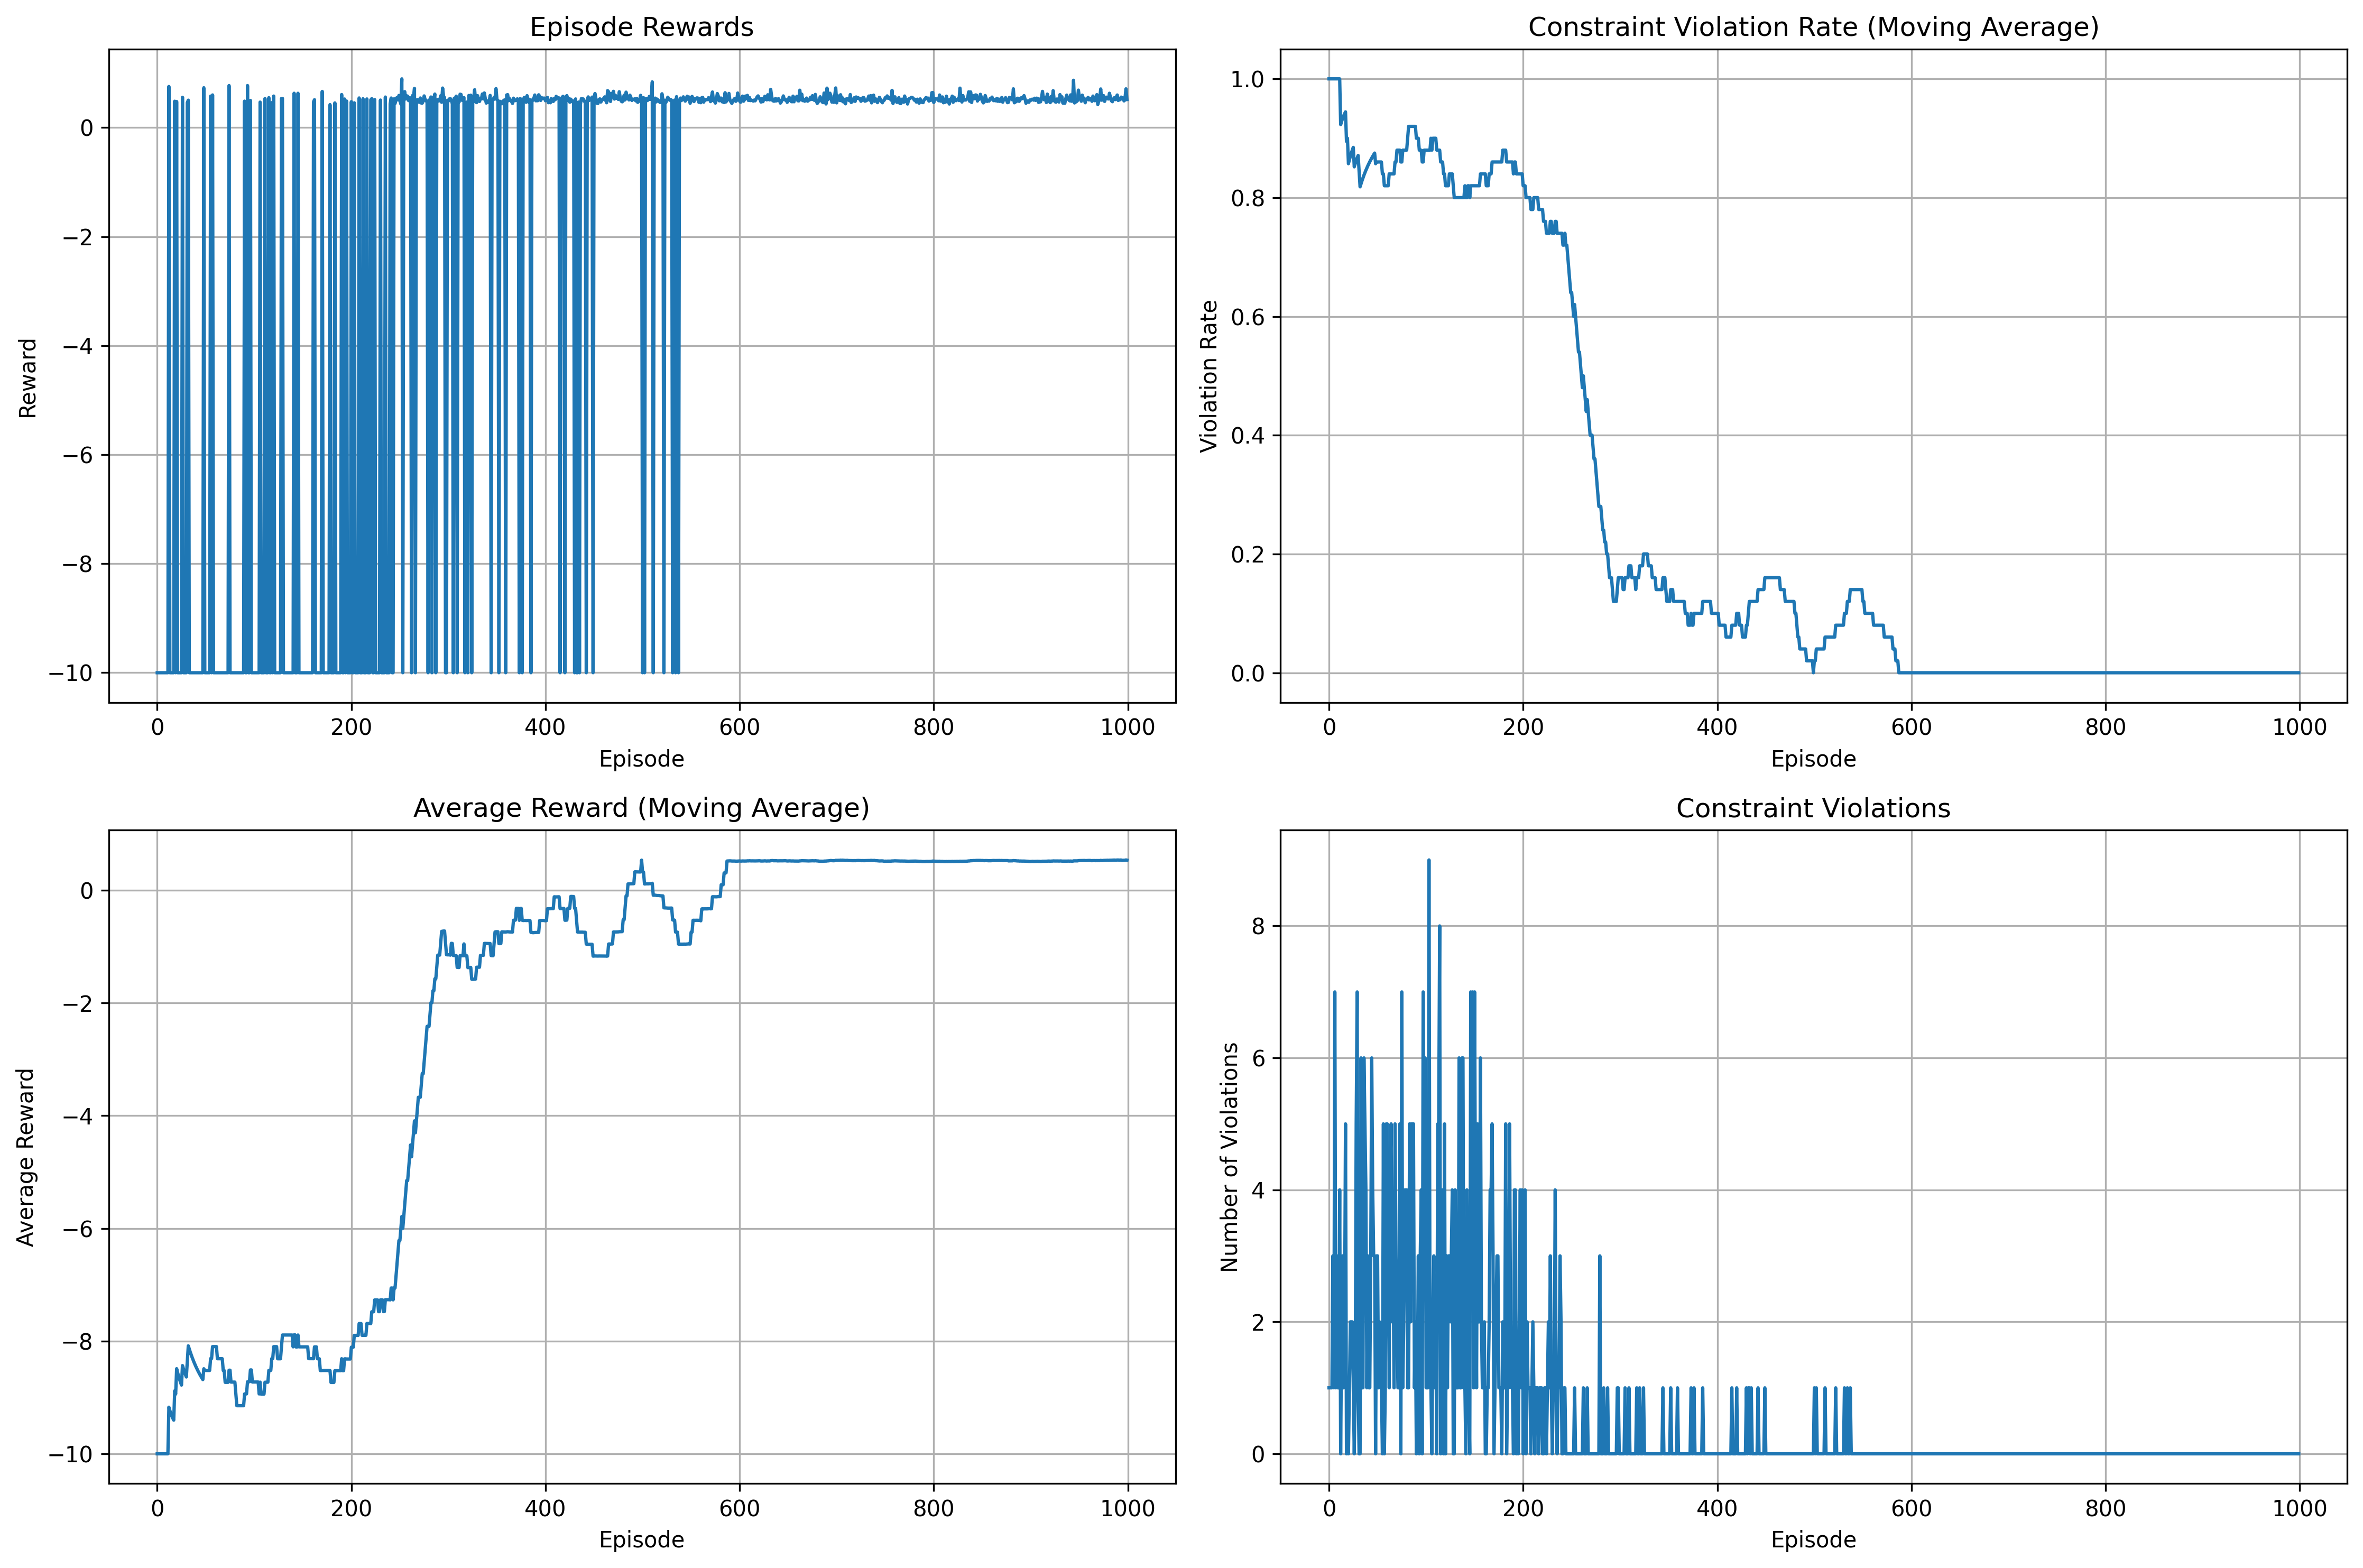 Episode Rewards
0
−2
−4
−6
−8
−10
Reward
0 200 400 600 800 1000
Episode
Constraint Violation Rate (Moving Average)
1.0
0.8
0.6
0.4
0.2
0.0
Violation Rate
0 200 400 600 800 1000
Episode
Average Reward (Moving Average)
0
−2
−4
−6
−8
−10
Average Reward
0 200 400 600 800 1000
Episode
Constraint Violations
8
6
4
2
0
Number of Violations
0 200 400 600 800 1000
Episode